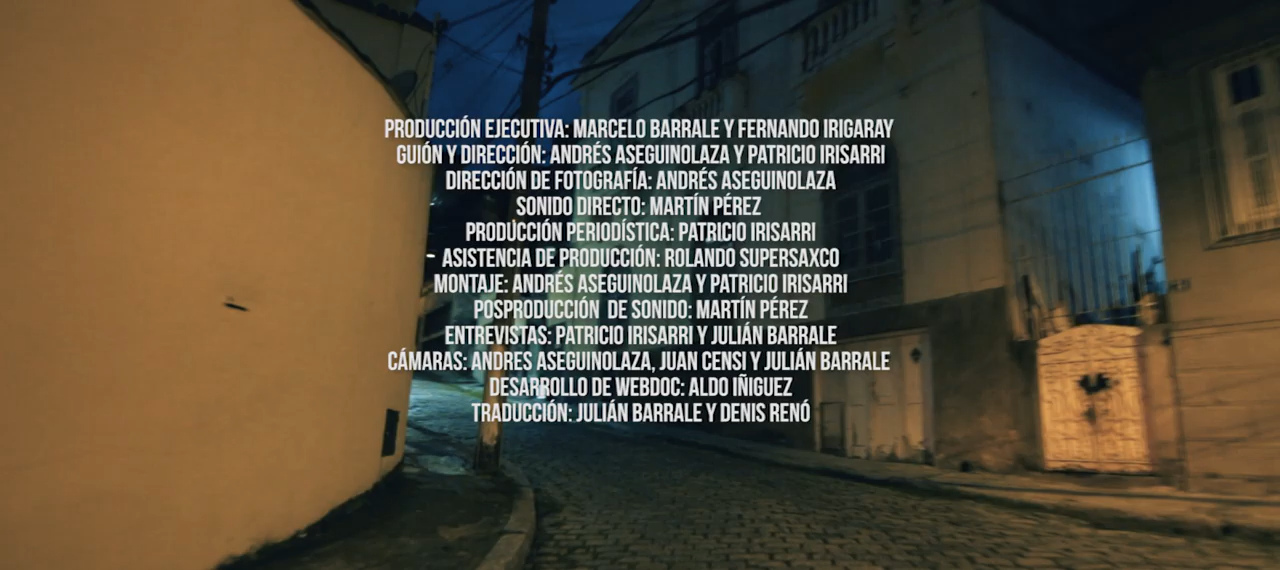 PRODUCCIÓN EJECUTIVA: MARCELO BARRALE Y FERNANDO IRIGARAY
GUIÓN Y DIRECCIÓN: ANDRÉS ASEGUINOLAZA Y PATRICIO IRISARRI
DIRECCIÓN DE FOTOGRAFÍA: ANDRÉS ASEGUINOLAZA
SONIDO DIRECTO: MARTÍN PÉREZ
PRODUCCIÓN PERIODÍSTICA: PATRICIO IRISARRI
ASISTENCIA DE PRODUCCIÓN: ROLANDO SUPERSAXCO
MONTAJE: ANDRÉS ASEGUINOLAZA Y PATRICIO IRISARRI
POSPRODUCCIÓN DE SONIDO: MARTÍN PÉREZ
ENTREVISTAS: PATRICIO IRISARRI Y JULIÁN BARRALE
CÁMARAS: ANDRES ASEGUINOLAZA, JUAN CENSI Y JULIÁN BARRALE
DESARROLLO DE WEBDOC: ALDO IÑIGUEZ
TRADUCCIÓN: JULIÁN BARRALE Y DENIS RENÓ